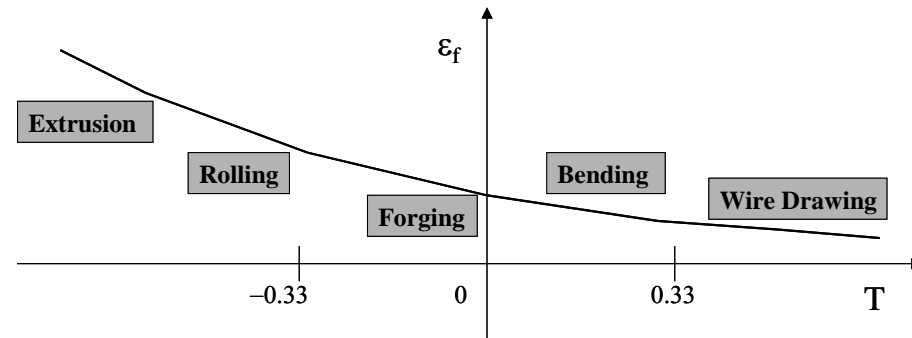 ε_f
Extrusion
Rolling
Bending
Forging
Wire Drawing
−0.33
0
0.33
T